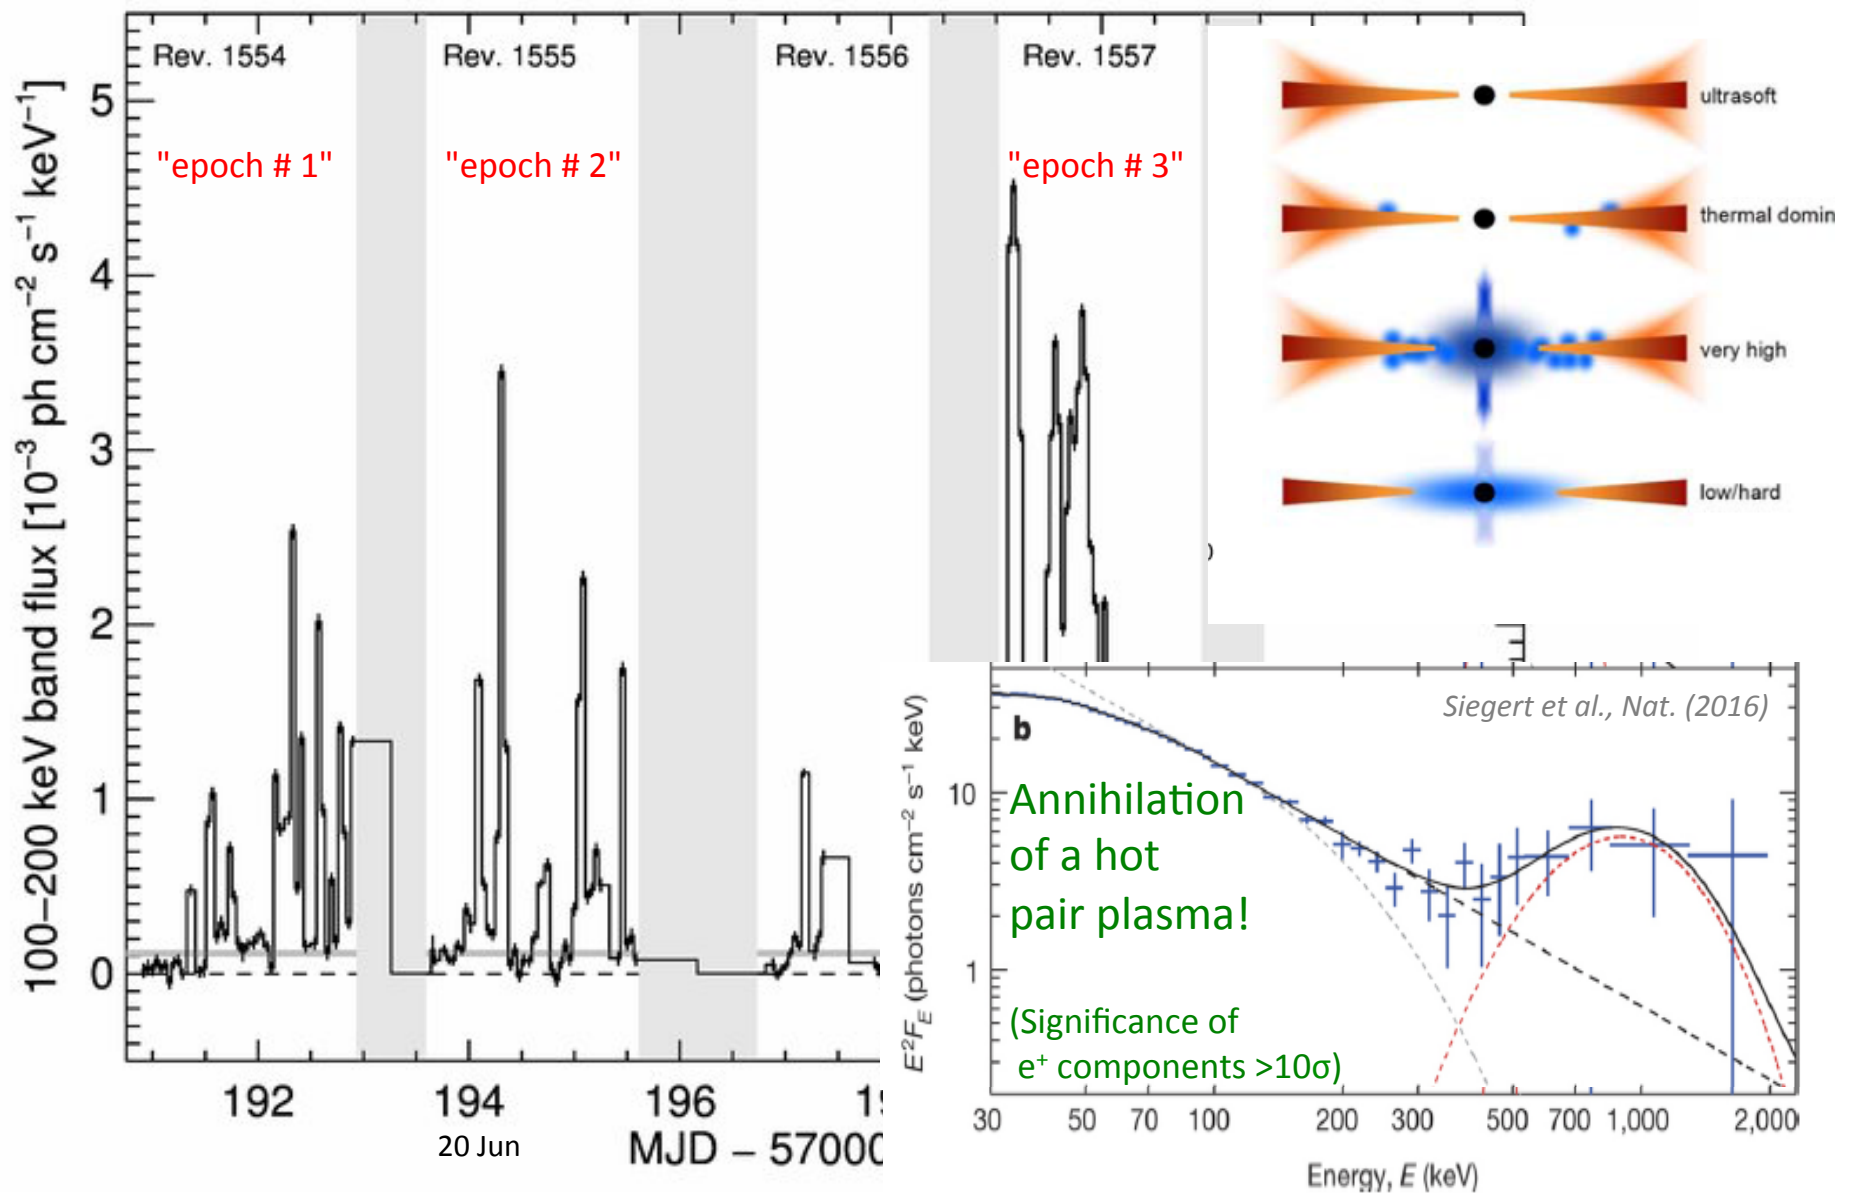 Rev. 1554
Rev. 1555
Rev. 1556
Rev. 1557
"epoch # 1"
"epoch # 2"
"epoch # 3"
100–200 keV band flux [10⁻³ ph cm⁻² s⁻¹ keV⁻¹]
5
4
3
2
1
0
192
194
196
19
20 Jun
MJD – 57000
ultrasoft
thermal domin
very high
low/hard
Siegert et al., Nat. (2016)
b
Annihilation
of a hot
pair plasma!
(Significance of
e⁺ components >10σ)
E²F_E (photons cm⁻² s⁻¹ keV)
10
1
30
50
70
100
200
300
500
700
1,000
2,000
Energy, E (keV)